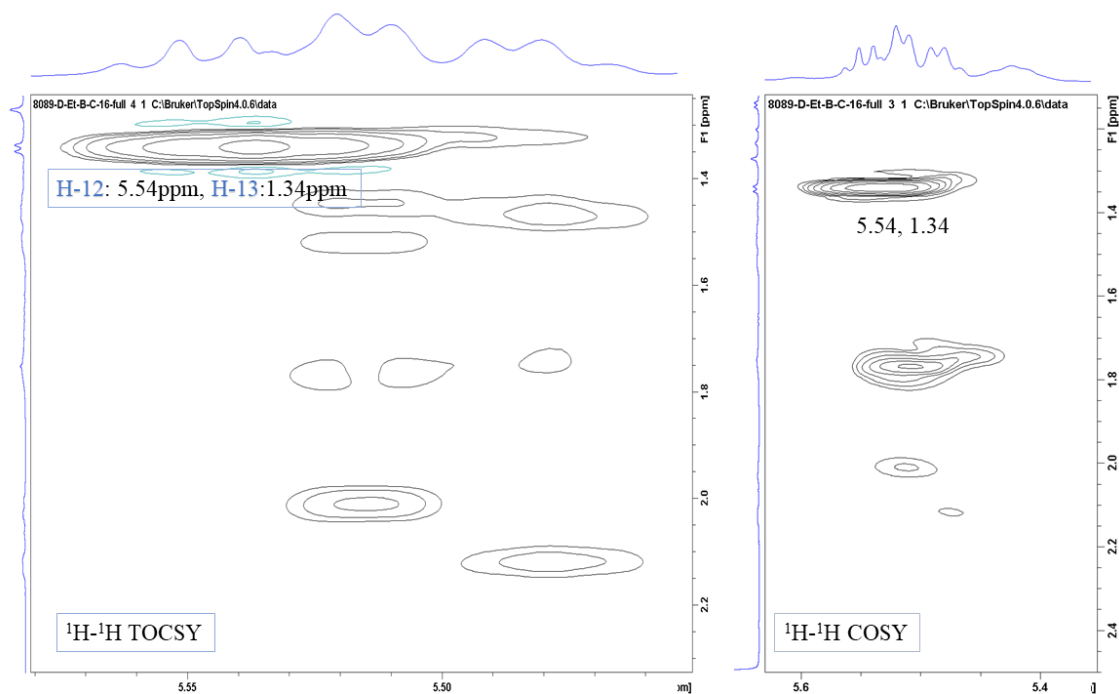 8089-D-Et-B-C-16-full 4 1 C:\Bruker\TopSpin4.0.6\data
F1 [ppm]
H-12: 5.54ppm, H-13:1.34ppm
1.4
1.6
1.8
2.0
2.2
¹H-¹H TOCSY
5.55
5.50
om]
8089-D-Et-B-C-16-full 3 1 C:\Bruker\TopSpin4.0.6\data
F1 [ppm]
5.54, 1.34
1.4
1.6
1.8
2.0
2.2
2.4
¹H-¹H COSY
5.6
5.4